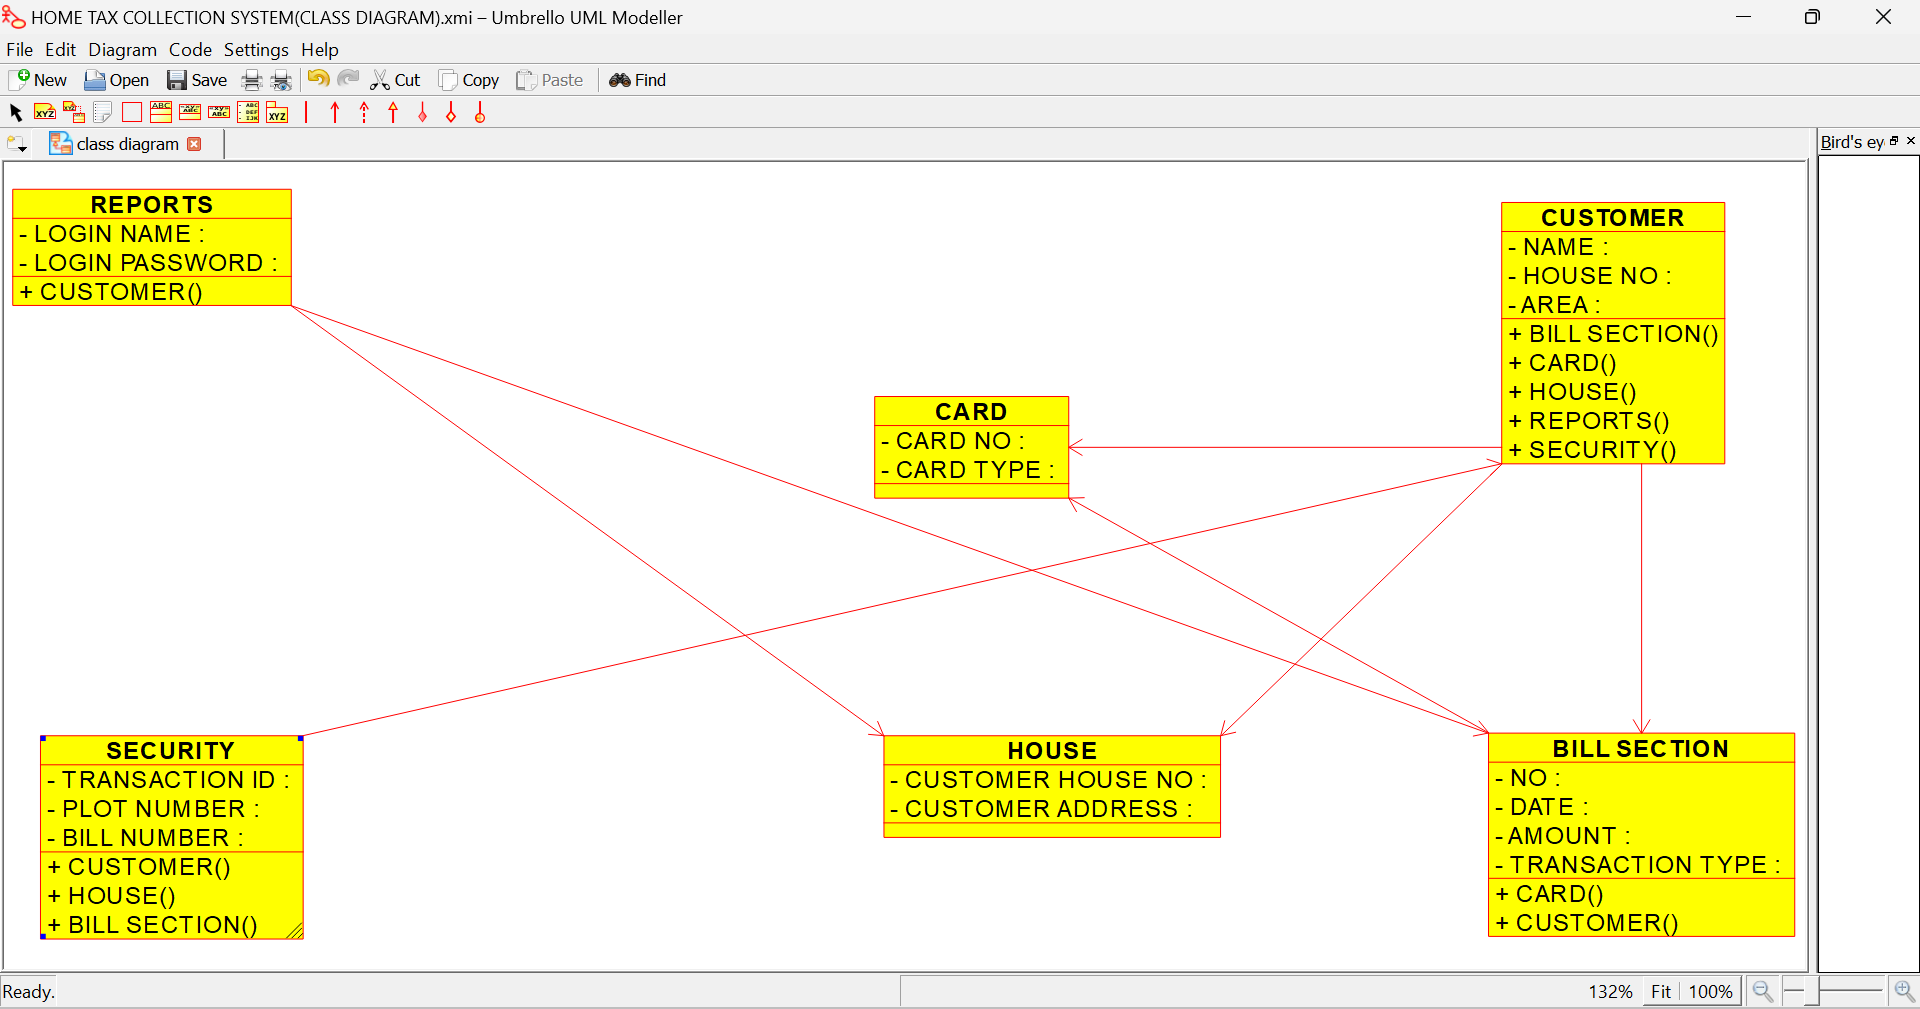 HOME TAX COLLECTION SYSTEM(CLASS DIAGRAM).xmi – Umbrello UML Modeller
File Edit Diagram Code Settings Help
New Open Save Cut Copy Paste Find
class diagram
Bird's ey
REPORTS
- LOGIN NAME :
- LOGIN PASSWORD :
+ CUSTOMER()
CUSTOMER
- NAME :
- HOUSE NO :
- AREA :
+ BILL SECTION()
+ CARD()
+ HOUSE()
+ REPORTS()
+ SECURITY()
CARD
- CARD NO :
- CARD TYPE :
SECURITY
- TRANSACTION ID :
- PLOT NUMBER :
- BILL NUMBER :
+ CUSTOMER()
+ HOUSE()
+ BILL SECTION()
HOUSE
- CUSTOMER HOUSE NO :
- CUSTOMER ADDRESS :
BILL SECTION
- NO :
- DATE :
- AMOUNT :
- TRANSACTION TYPE :
+ CARD()
+ CUSTOMER()
Ready.
132% Fit 100%